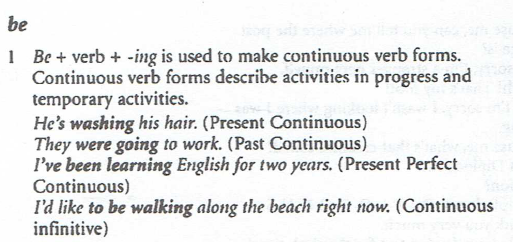 be
1 Be + verb + -ing is used to make continuous verb forms.
Continuous verb forms describe activities in progress and
temporary activities.
He's washing his hair. (Present Continuous)
They were going to work. (Past Continuous)
I've been learning English for two years. (Present Perfect
Continuous)
I'd like to be walking along the beach right now. (Continuous
infinitive)